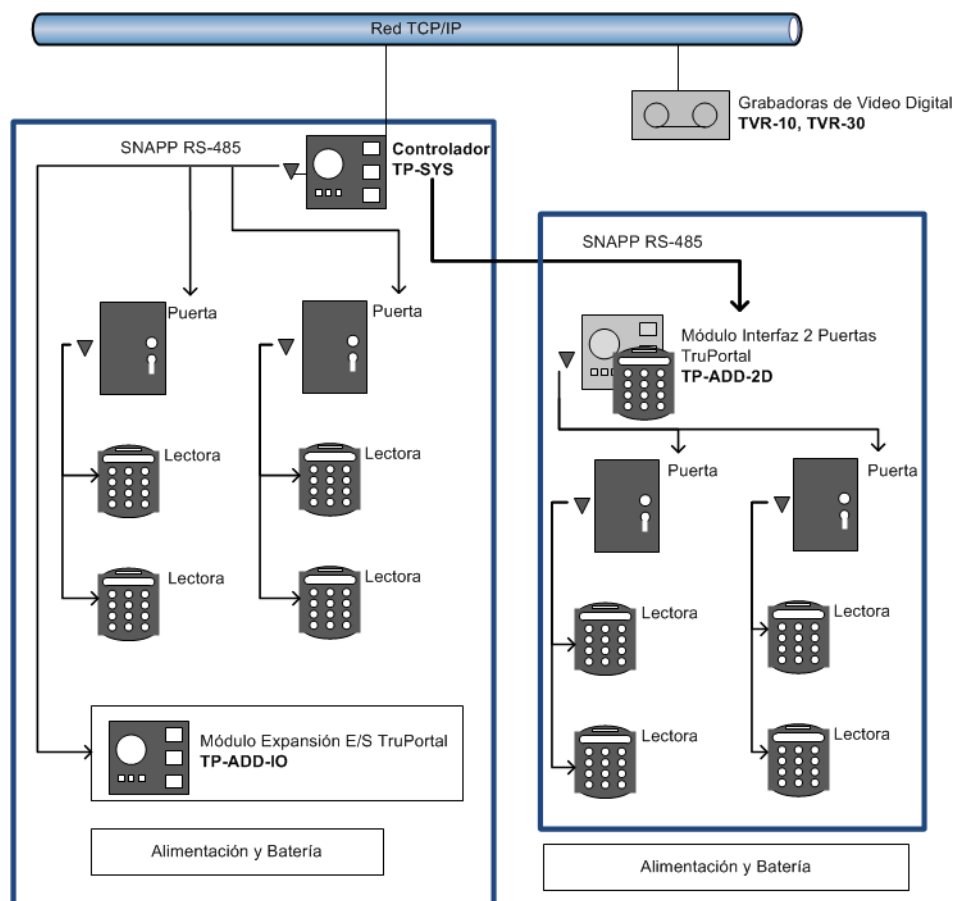 Red TCP/IP
Grabadoras de Video Digital
TVR-10, TVR-30
SNAPP RS-485
Controlador
TP-SYS
Puerta
Puerta
Lectora
Lectora
Lectora
Lectora
Módulo Expansión E/S TruPortal
TP-ADD-IO
Alimentación y Batería
SNAPP RS-485
Módulo Interfaz 2 Puertas
TruPortal
TP-ADD-2D
Puerta
Puerta
Lectora
Lectora
Lectora
Lectora
Alimentación y Batería